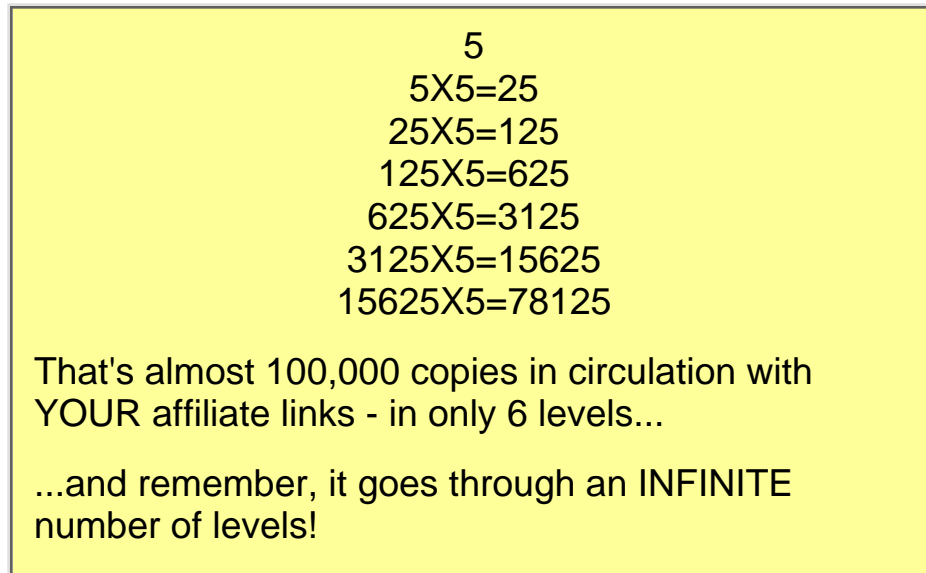 5
5X5=25
25X5=125
125X5=625
625X5=3125
3125X5=15625
15625X5=78125
That's almost 100,000 copies in circulation with
YOUR affiliate links - in only 6 levels...
...and remember, it goes through an INFINITE
number of levels!